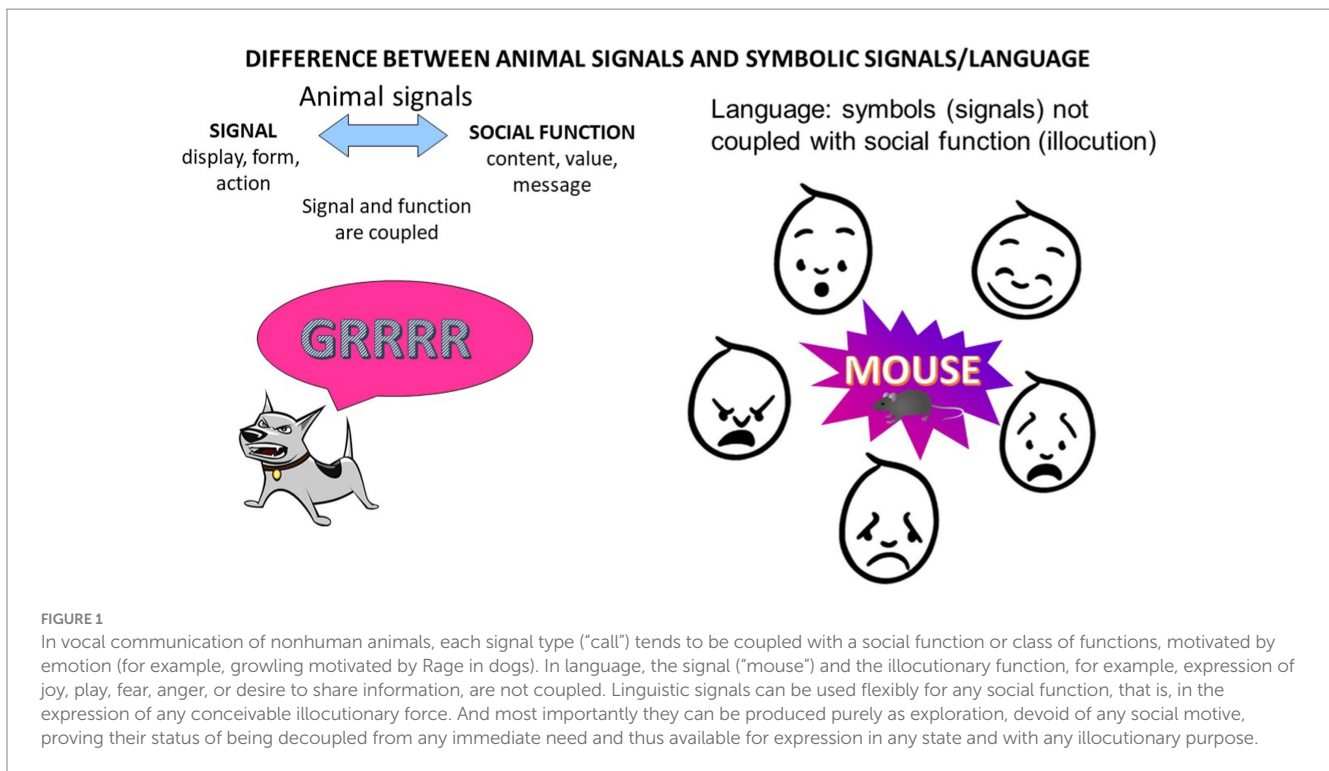 DIFFERENCE BETWEEN ANIMAL SIGNALS AND SYMBOLIC SIGNALS/LANGUAGE
Animal signals
SIGNAL
display, form,
action
SOCIAL FUNCTION
content, value,
message
Signal and function
are coupled
GRRRR
Language: symbols (signals) not
coupled with social function (illocution)
MOUSE
FIGURE 1
In vocal communication of nonhuman animals, each signal type (“call”) tends to be coupled with a social function or class of functions, motivated by
emotion (for example, growling motivated by Rage in dogs). In language, the signal (“mouse”) and the illocutionary function, for example, expression of
joy, play, fear, anger, or desire to share information, are not coupled. Linguistic signals can be used flexibly for any social function, that is, in the
expression of any conceivable illocutionary force. And most importantly they can be produced purely as exploration, devoid of any social motive,
proving their status of being decoupled from any immediate need and thus available for expression in any state and with any illocutionary purpose.